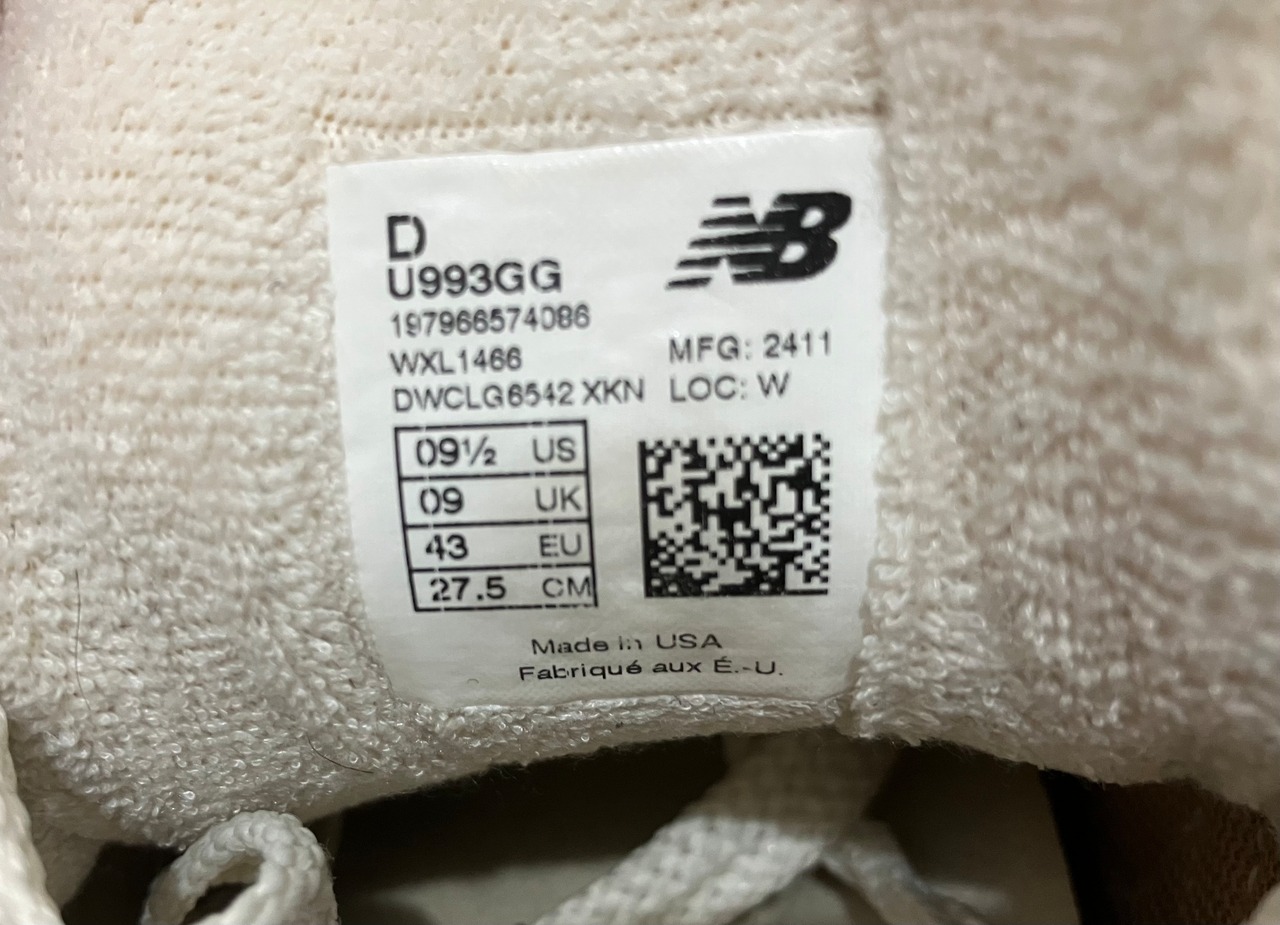 D
U993GG
197966574086
WXL1466
DWCLG6542 XKN
NB
MFG: 2411
LOC: W
09½ US
09 UK
43 EU
27.5 CM
Made in USA
Fabriqué aux É.-U.